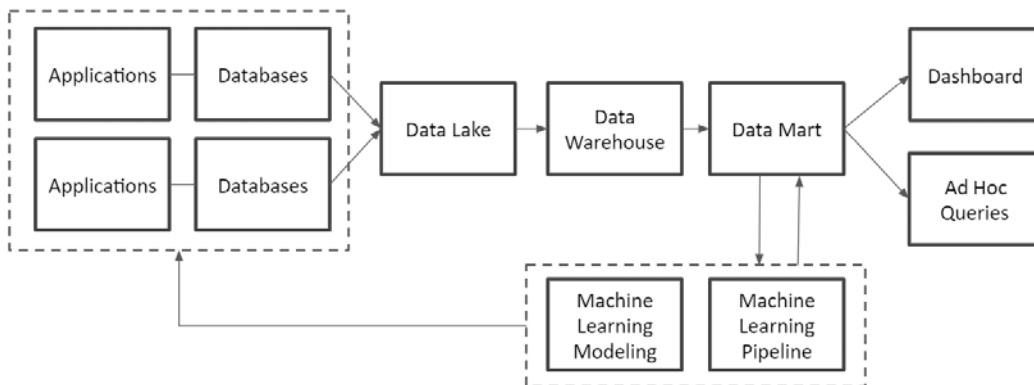 Applications
Databases
Dashboard
Data Lake
Data
Warehouse
Data Mart
Applications
Databases
Ad Hoc
Queries
Machine
Learning
Modeling
Machine
Learning
Pipeline